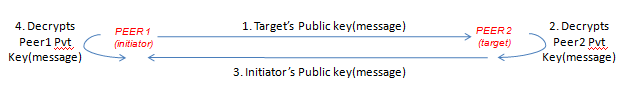 4. Decrypts
Peer1 Pvt
Key(message)
PEER 1
(initiator)
1. Target's Public key(message)
3. Initiator's Public key(message)
PEER 2
(target)
2. Decrypts
Peer2 Pvt
Key(message)